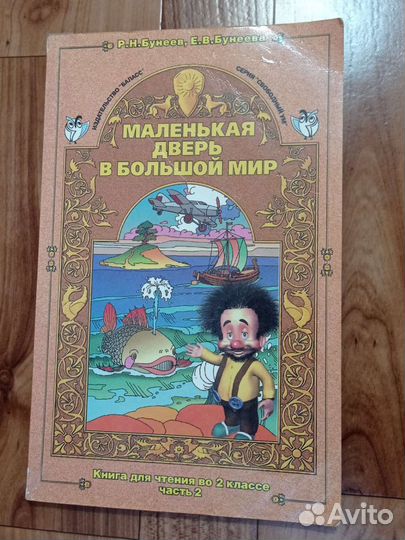 Р.Н.Бунеев, Е.В.Бунеева
ИЗДАТЕЛЬСТВО "БАЛАСС"
СЕРИЯ "СВОБОДНЫЙ УМ"
МАЛЕНЬКАЯ
ДВЕРЬ
В БОЛЬШОЙ МИР
Книга для чтения во 2 классе
часть 2
Avito